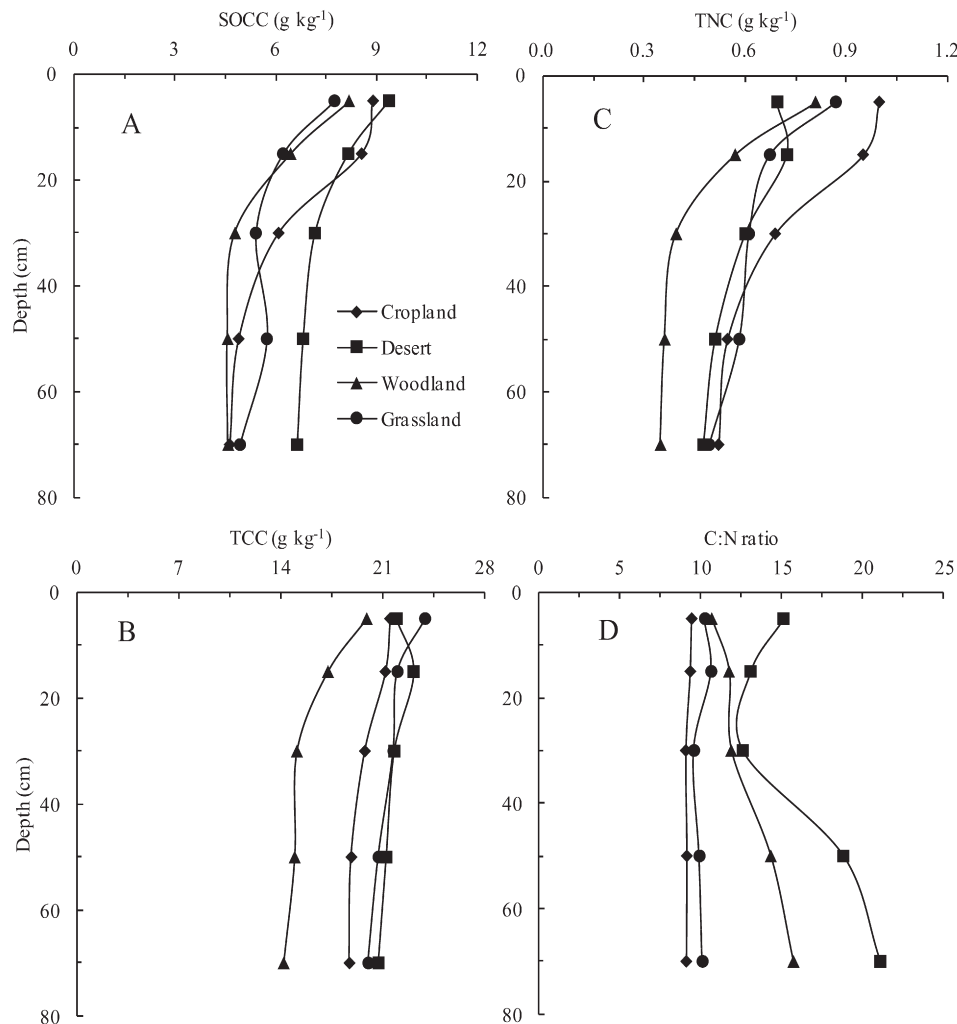 SOCC (g kg⁻¹)
0 3 6 9 12
0
20
40
60
80
Depth (cm)
A
Cropland
Desert
Woodland
Grassland
TNC (g kg⁻¹)
0.0 0.3 0.6 0.9 1.2
0
20
40
60
80
C
TCC (g kg⁻¹)
0 7 14 21 28
0
20
40
60
80
Depth (cm)
B
C:N ratio
0 5 10 15 20 25
0
20
40
60
80
D